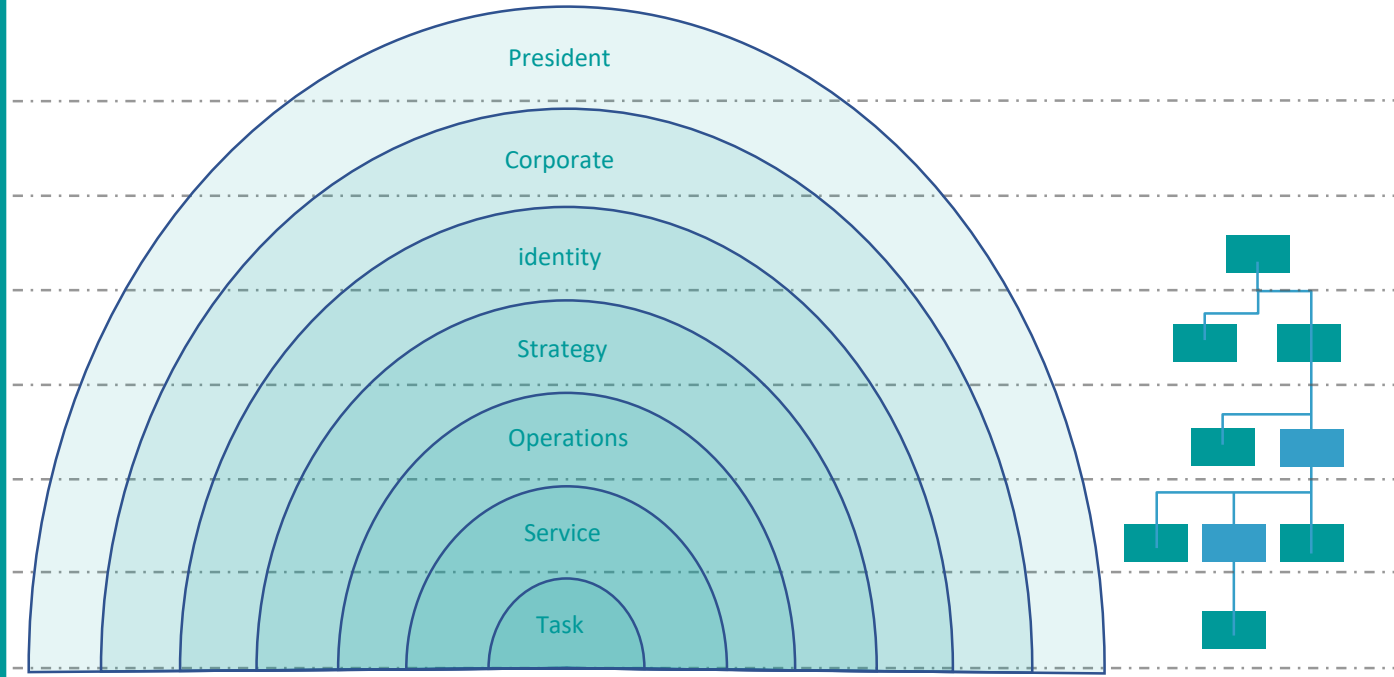 President
Corporate
identity
Strategy
Operations
Service
Task